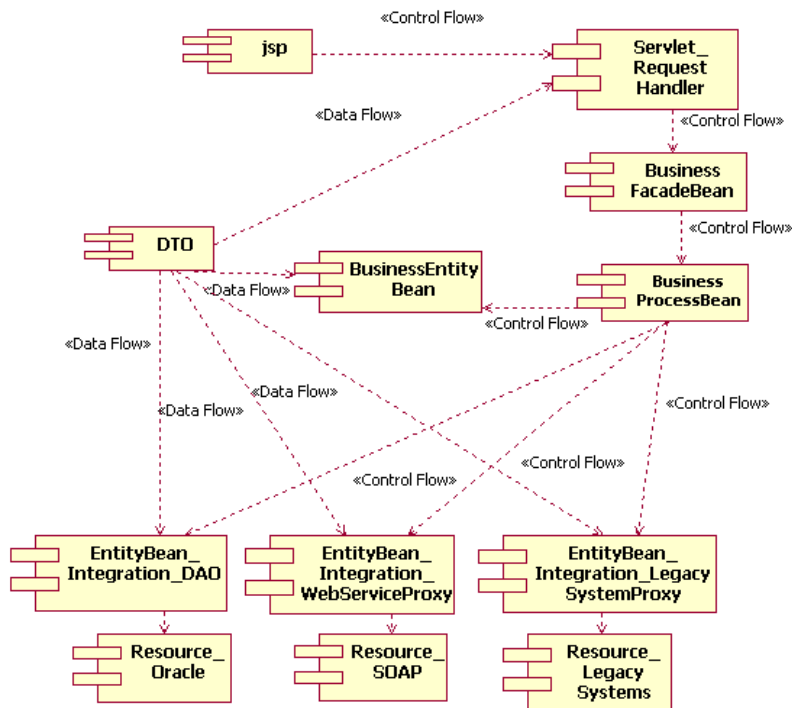 «Control Flow»
jsp
Servlet_
Request
Handler
«Data Flow»
«Control Flow»
Business
FacadeBean
«Control Flow»
DTO
BusinessEntity
Bean
«Data Flow»
Business
ProcessBean
«Control Flow»
«Data Flow»
«Data Flow»
«Data Flow»
«Control Flow»
«Control Flow»
«Control Flow»
EntityBean_
Integration_DAO
EntityBean_
Integration_
WebServiceProxy
EntityBean_
Integration_Legacy
SystemProxy
Resource_
Oracle
Resource_
SOAP
Resource_
Legacy
Systems